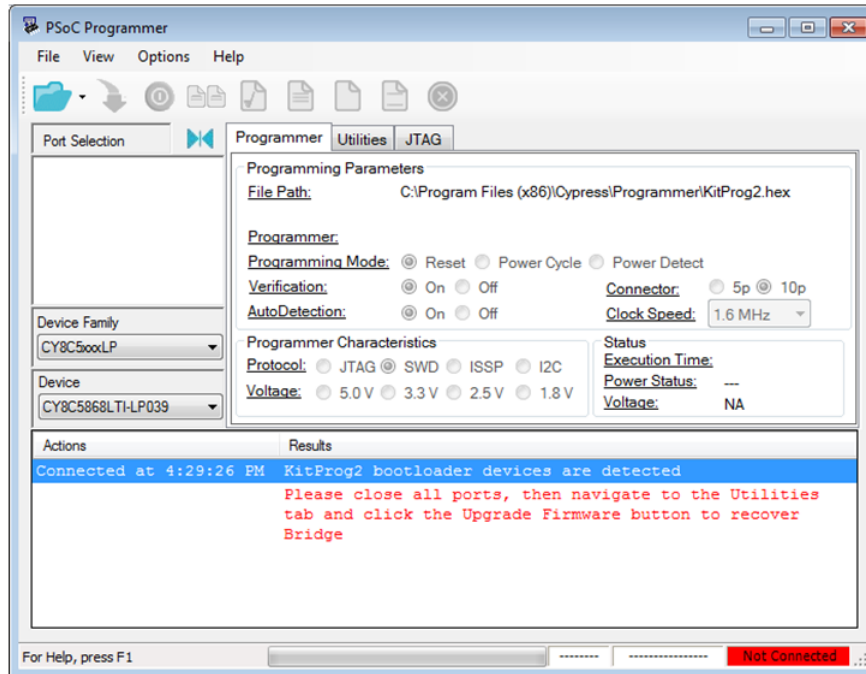 PSoC Programmer
File View Options Help
Port Selection
Programmer Utilities JTAG
Programming Parameters
File Path: C:\Program Files (x86)\Cypress\Programmer\KitProg2.hex
Programmer:
Programming Mode: Reset Power Cycle Power Detect
Verification: On Off Connector: 5p 10p
AutoDetection: On Off Clock Speed: 1.6 MHz
Device Family
CY8C5xxxLP
Device
CY8C5868LTI-LP039
Programmer Characteristics
Protocol: JTAG SWD ISSP I2C
Voltage: 5.0 V 3.3 V 2.5 V 1.8 V
Status
Execution Time:
Power Status: ---
Voltage: NA
Actions Results
Connected at 4:29:26 PM KitProg2 bootloader devices are detected
Please close all ports, then navigate to the Utilities
tab and click the Upgrade Firmware button to recover
Bridge
For Help, press F1 -------- ---------------- Not Connected